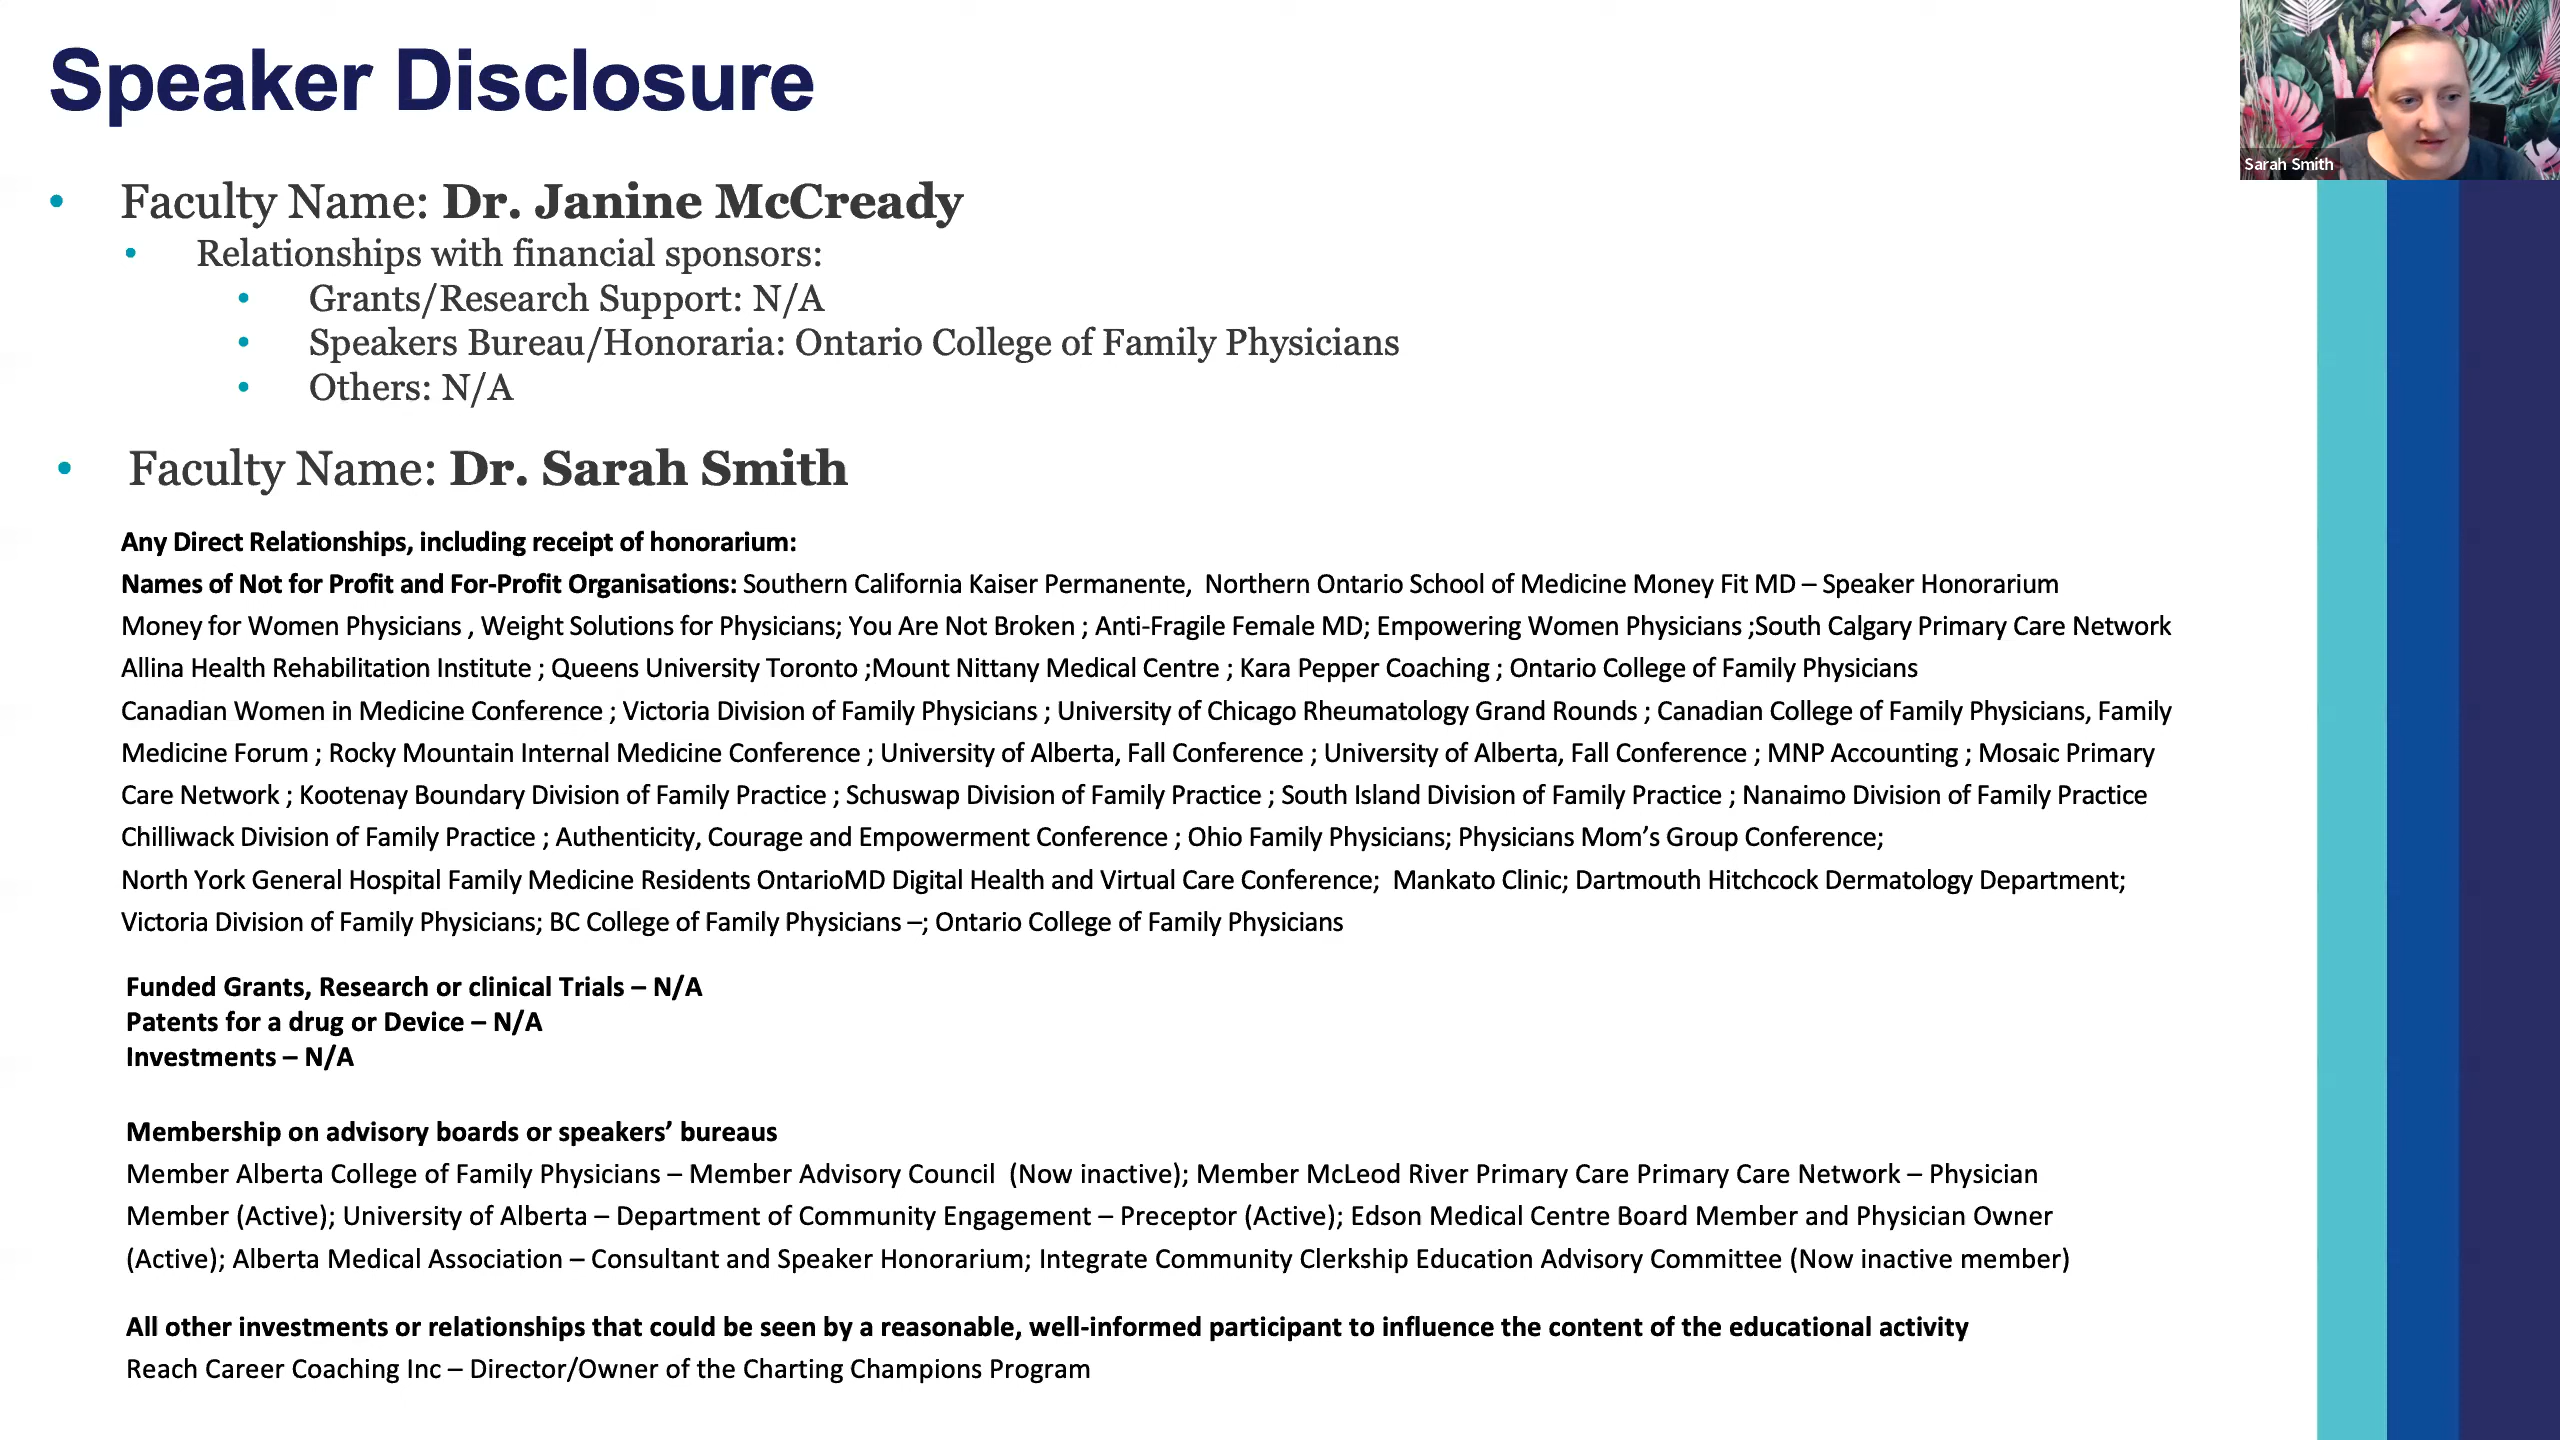 Speaker Disclosure
Sarah Smith
• Faculty Name: Dr. Janine McCready
• Relationships with financial sponsors:
• Grants/Research Support: N/A
• Speakers Bureau/Honoraria: Ontario College of Family Physicians
• Others: N/A
• Faculty Name: Dr. Sarah Smith
Any Direct Relationships, including receipt of honorarium:
Names of Not for Profit and For-Profit Organisations: Southern California Kaiser Permanente,  Northern Ontario School of Medicine Money Fit MD – Speaker Honorarium
Money for Women Physicians , Weight Solutions for Physicians; You Are Not Broken ; Anti-Fragile Female MD; Empowering Women Physicians ;South Calgary Primary Care Network
Allina Health Rehabilitation Institute ; Queens University Toronto ;Mount Nittany Medical Centre ; Kara Pepper Coaching ; Ontario College of Family Physicians
Canadian Women in Medicine Conference ; Victoria Division of Family Physicians ; University of Chicago Rheumatology Grand Rounds ; Canadian College of Family Physicians, Family
Medicine Forum ; Rocky Mountain Internal Medicine Conference ; University of Alberta, Fall Conference ; University of Alberta, Fall Conference ; MNP Accounting ; Mosaic Primary
Care Network ; Kootenay Boundary Division of Family Practice ; Schuswap Division of Family Practice ; South Island Division of Family Practice ; Nanaimo Division of Family Practice
Chilliwack Division of Family Practice ; Authenticity, Courage and Empowerment Conference ; Ohio Family Physicians; Physicians Mom’s Group Conference;
North York General Hospital Family Medicine Residents OntarioMD Digital Health and Virtual Care Conference;  Mankato Clinic; Dartmouth Hitchcock Dermatology Department;
Victoria Division of Family Physicians; BC College of Family Physicians –; Ontario College of Family Physicians
Funded Grants, Research or clinical Trials – N/A
Patents for a drug or Device – N/A
Investments – N/A
Membership on advisory boards or speakers’ bureaus
Member Alberta College of Family Physicians – Member Advisory Council  (Now inactive); Member McLeod River Primary Care Primary Care Network – Physician
Member (Active); University of Alberta – Department of Community Engagement – Preceptor (Active); Edson Medical Centre Board Member and Physician Owner
(Active); Alberta Medical Association – Consultant and Speaker Honorarium; Integrate Community Clerkship Education Advisory Committee (Now inactive member)
All other investments or relationships that could be seen by a reasonable, well-informed participant to influence the content of the educational activity
Reach Career Coaching Inc – Director/Owner of the Charting Champions Program